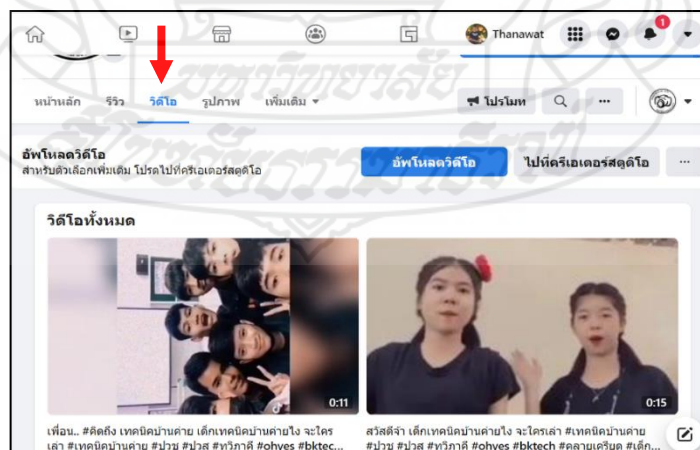 Thanawat
1
หน้าหลัก รีวิว วิดีโอ รูปภาพ เพิ่มเติม
โปรโมท
อัพโหลดวิดีโอ
สำหรับตัวเลือกเพิ่มเติม โปรดไปที่ครีเอเตอร์สตูดิโอ
อัพโหลดวิดีโอ
ไปที่ครีเอเตอร์สตูดิโอ
วิดีโอทั้งหมด
0:11
0:15
เพื่อน.. #คิดถึง เทคนิคบ้านค่าย เด็กเทคนิคบ้านค่ายไง จะใคร
เล่า #เทคนิคบ้านค่าย #ปวช #ปวส #ทวิภาคี #ohyes #bktec...
สวัสดีจ้า เด็กเทคนิคบ้านค่ายไง จะใครเล่า #เทคนิคบ้านค่าย
#ปวช #ปวส #ทวิภาคี #ohyes #bktech #คลายเครียด #เด็ก...